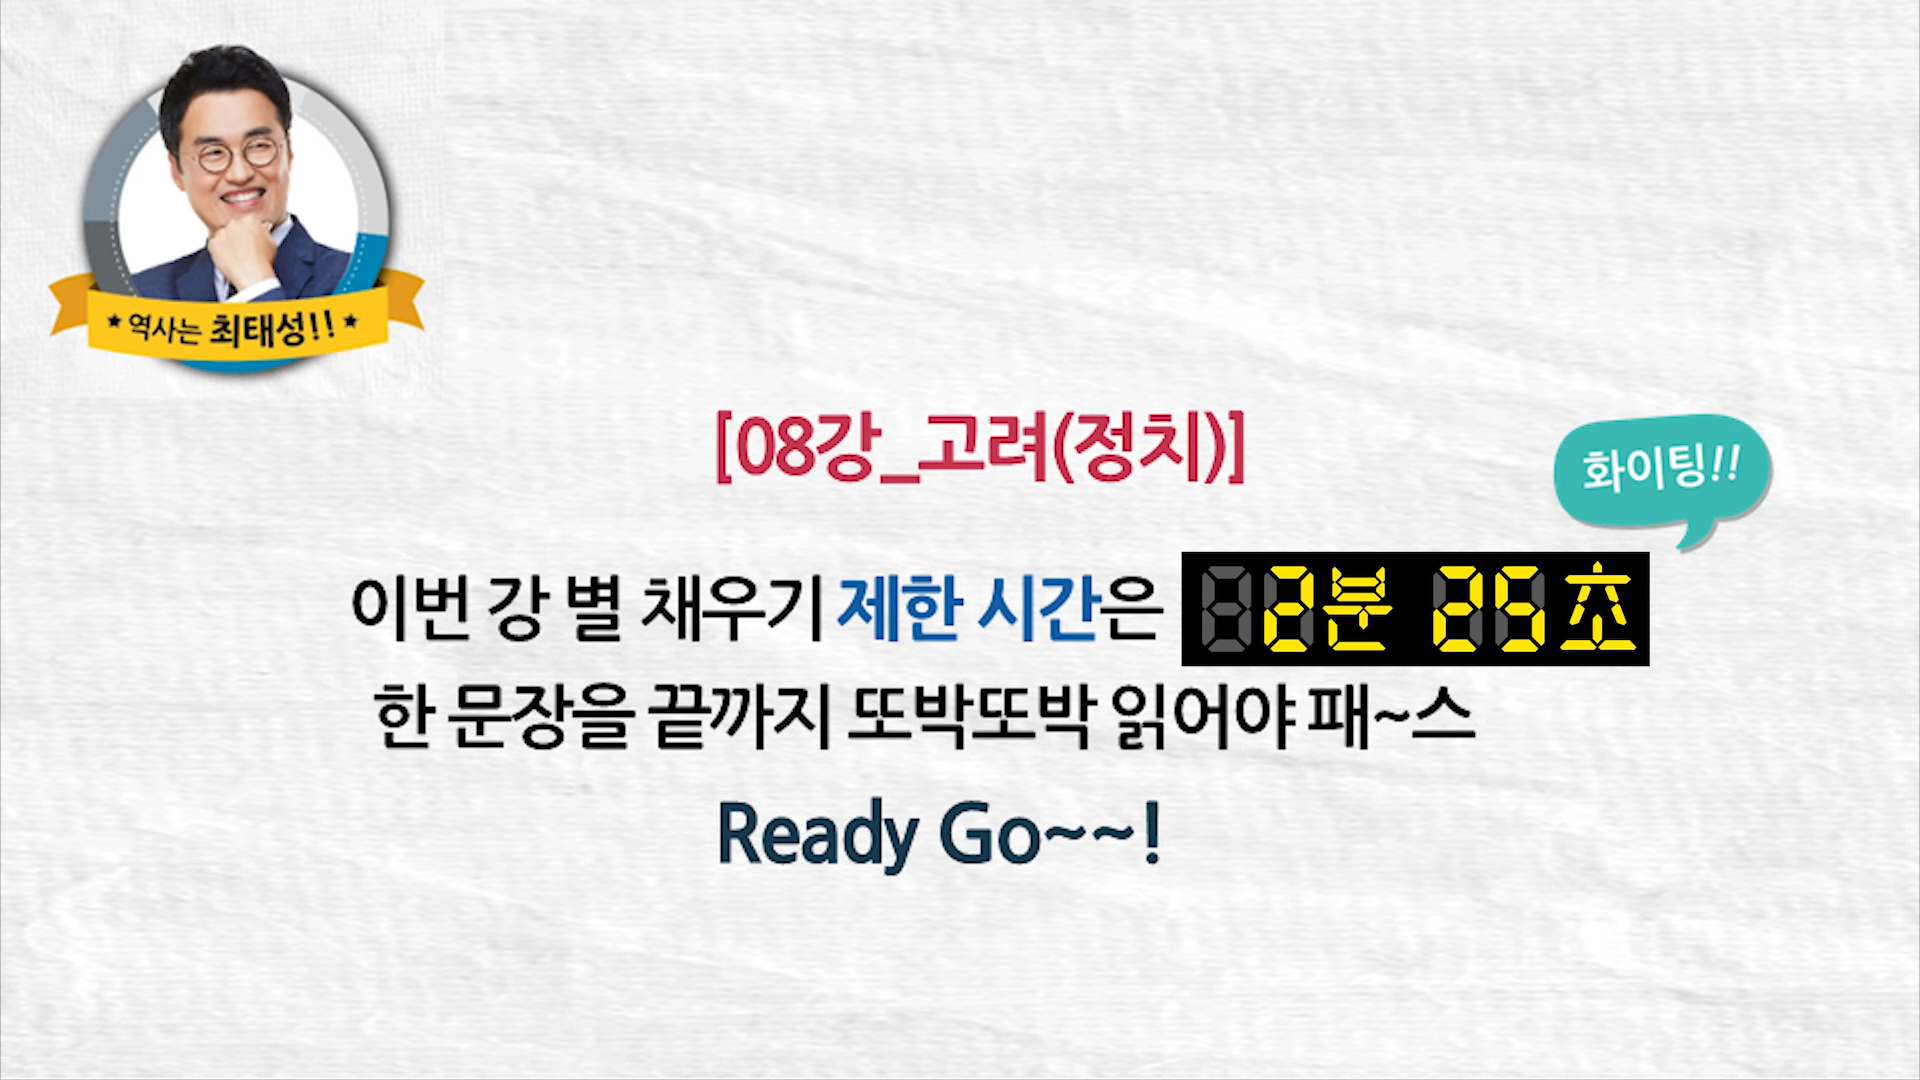 ★ 역사는 최태성!! ★
[08강_고려(정치)]
화이팅!!
이번 강 별 채우기 제한 시간은 2분 25초
한 문장을 끝까지 또박또박 읽어야 패~스
Ready Go~~!